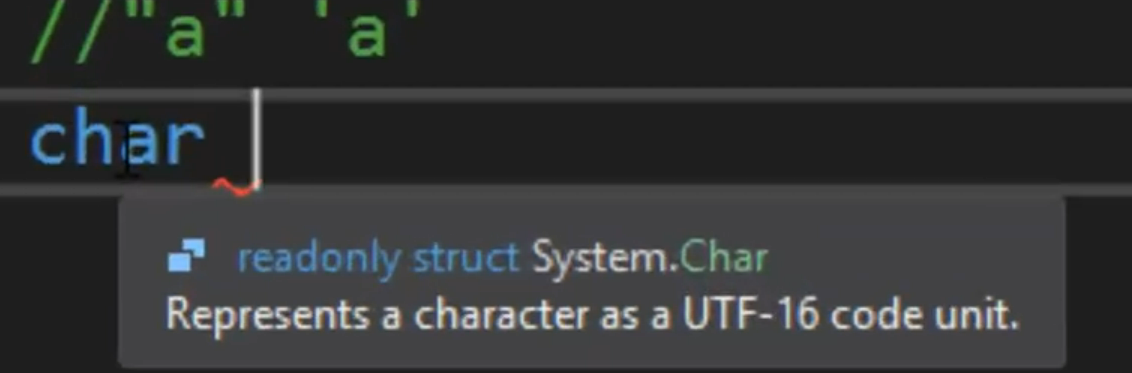 //"a" 'a'
char
readonly struct System.Char
Represents a character as a UTF-16 code unit.